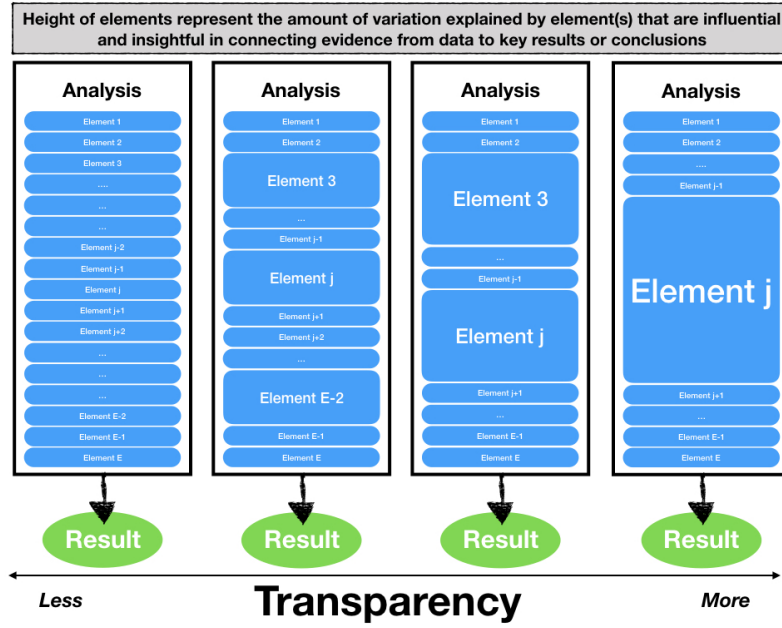 Height of elements represent the amount of variation explained by element(s) that are influential
and insightful in connecting evidence from data to key results or conclusions
Analysis
Element 1
Element 2
Element 3
....
...
...
Element j-2
Element j-1
Element j
Element j+1
Element j+2
...
...
...
Element E-2
Element E-1
Element E
Result
Analysis
Element 1
Element 2
Element 3
...
Element j-1
Element j
Element j+1
Element j+2
...
Element E-2
Element E-1
Element E
Result
Analysis
Element 1
Element 2
Element 3
...
Element j-1
Element j
Element j+1
...
Element E-1
Element E
Result
Analysis
Element 1
Element 2
....
Element j-1
Element j
Element j+1
...
Element E-1
Element E
Result
Less
Transparency
More